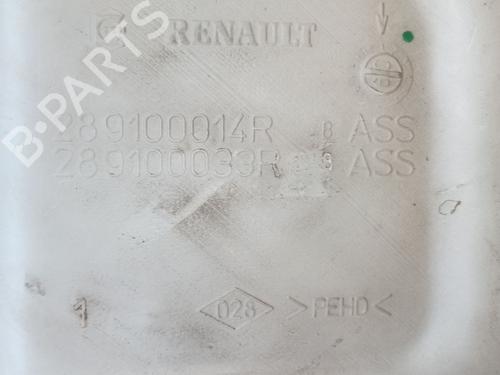 RENAULT
B-PARTS
289100014R B ASS
289100033R ASS
028 >PEHD<